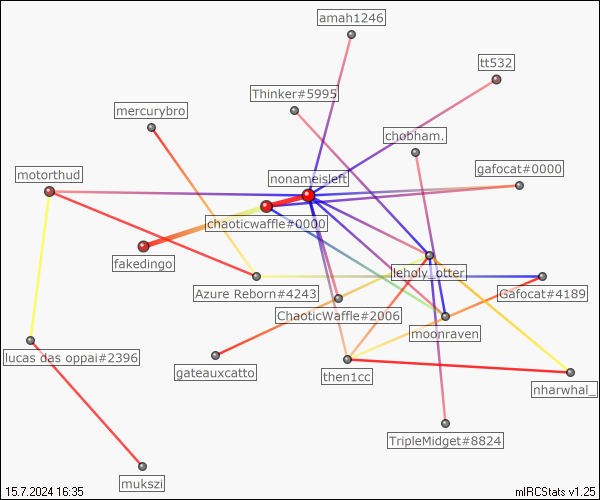 amah1246
tt532
Thinker#5995
mercurybro
chobham.
gafocat#0000
motorthud
nonameisleft
chaoticwaffle#0000
fakedingo
leholy_otter
Azure Reborn#4243
Gafocat#4189
ChaoticWaffle#2006
moonraven
lucas das oppai#2396
gateauxcatto
then1cc
nharwhal_
TripleMidget#8824
mukszi
15.7.2024 16:35
mIRCStats v1.25